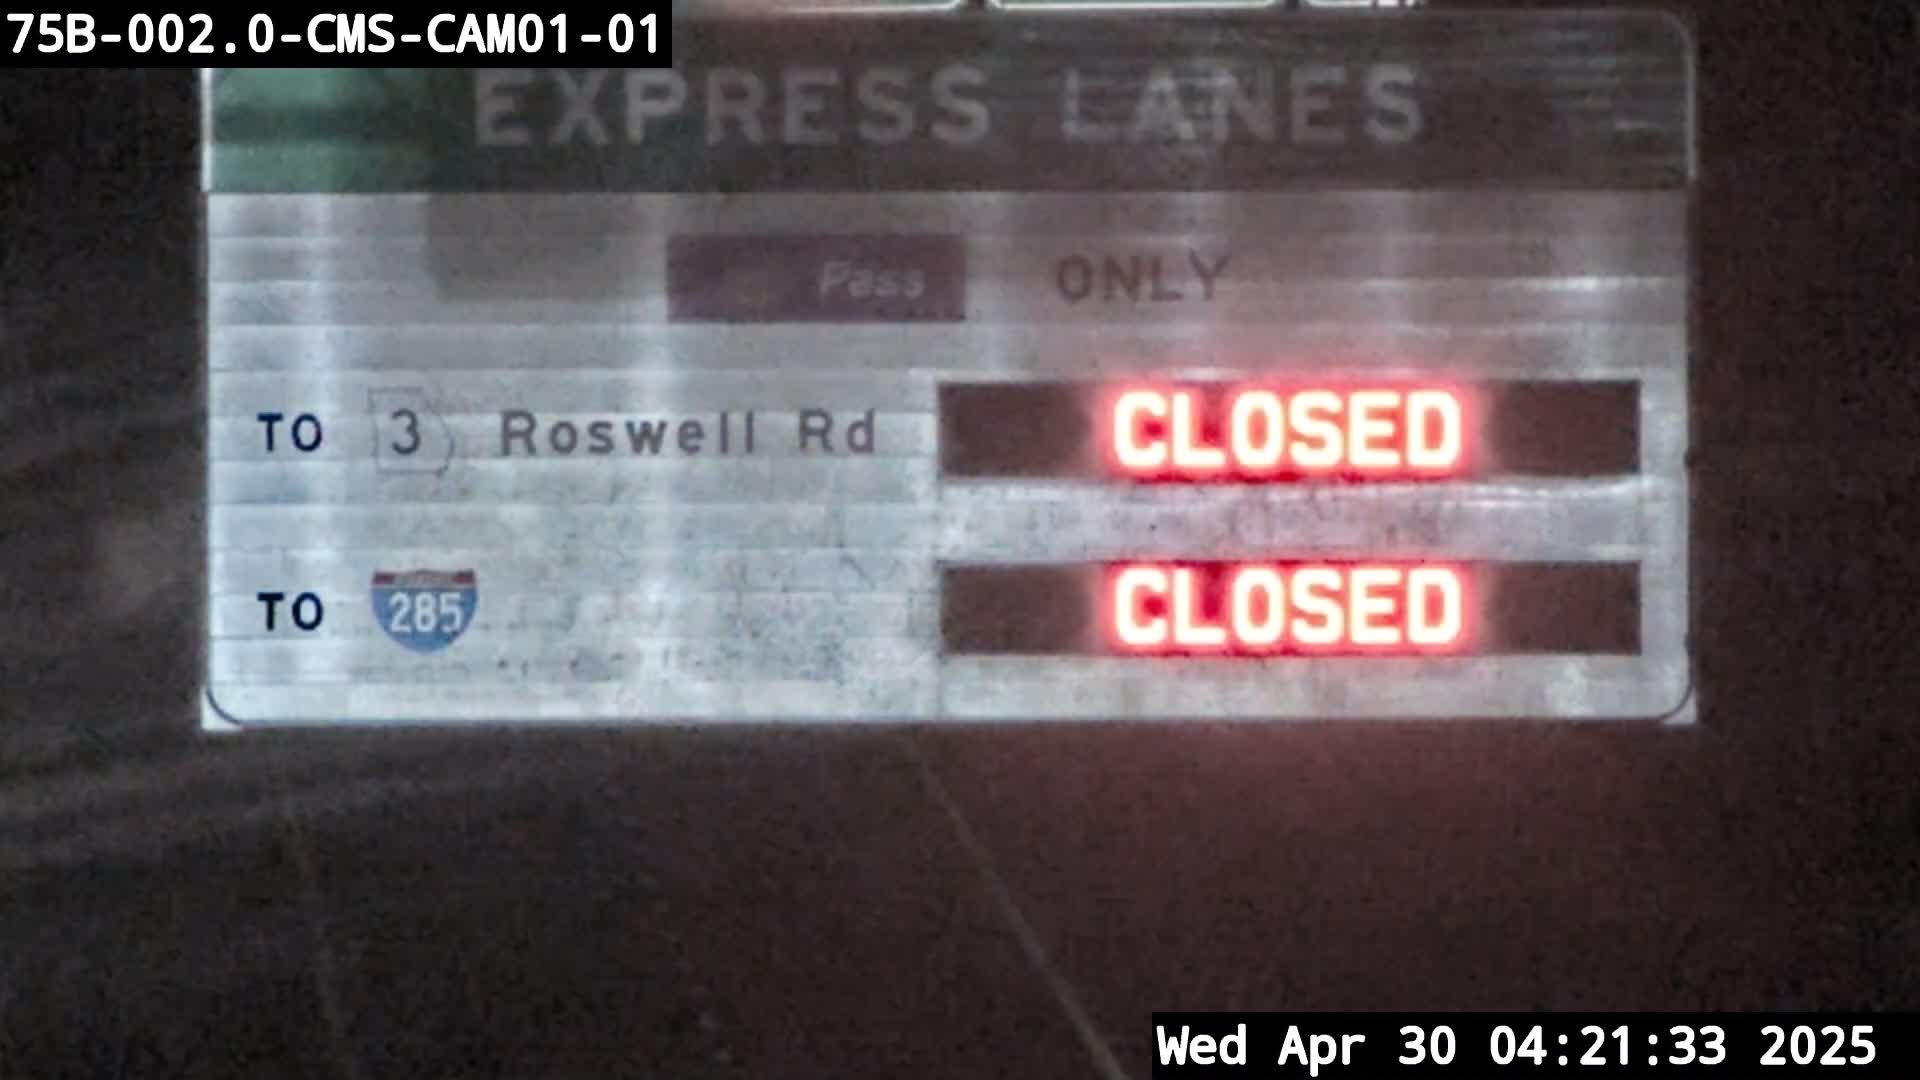 75B-002.0-CMS-CAM01-01
EXPRESS LANES
Pass ONLY
TO 3 Roswell Rd CLOSED
TO 285 CLOSED
Wed Apr 30 04:21:33 2025